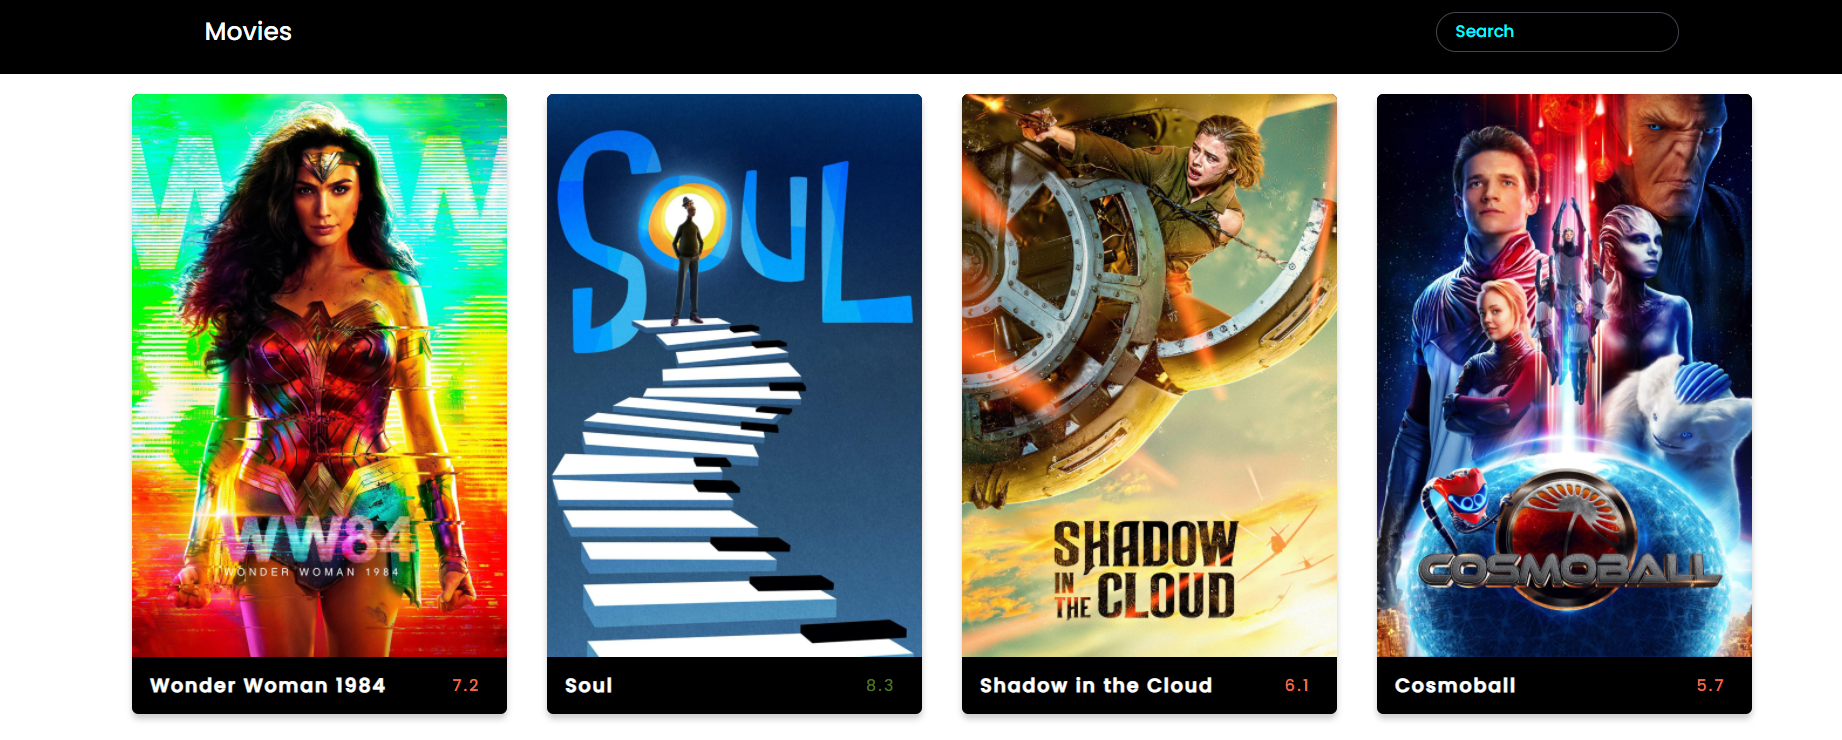 Movies
Search
WW
SOUL
WW84
WONDER WOMAN 1984
SHADOW
IN THE CLOUD
COSMOBALL
Wonder Woman 1984 7.2
Soul 8.3
Shadow in the Cloud 6.1
Cosmoball 5.7